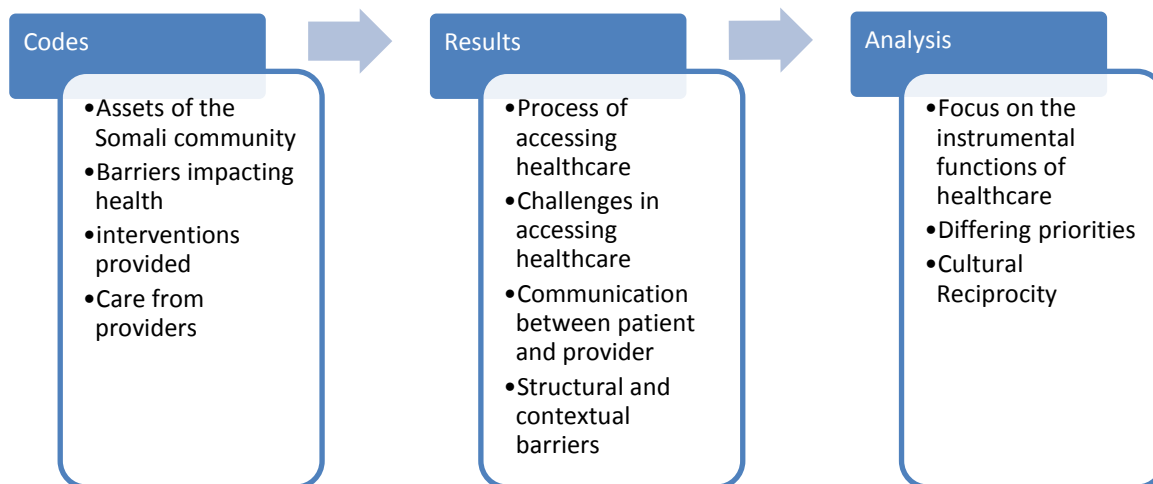 Codes
•Assets of the
Somali community
•Barriers impacting
health
•interventions
provided
•Care from
providers
Results
•Process of
accessing
healthcare
•Challenges in
accessing
healthcare
•Communication
between patient
and provider
•Structural and
contextual
barriers
Analysis
•Focus on the
instrumental
functions of
healthcare
•Differing priorities
•Cultural
Reciprocity